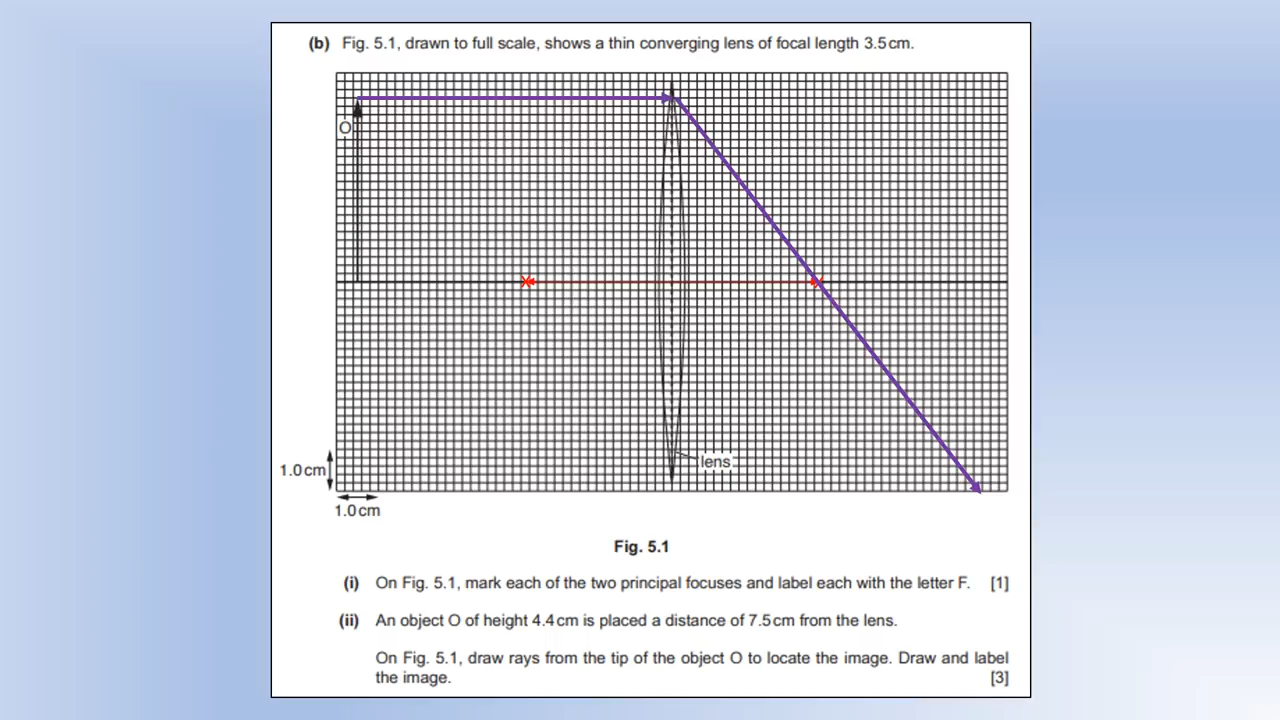 (b) Fig. 5.1, drawn to full scale, shows a thin converging lens of focal length 3.5 cm.
O
lens
1.0 cm
1.0 cm
Fig. 5.1
(i) On Fig. 5.1, mark each of the two principal focuses and label each with the letter F. [1]
(ii) An object O of height 4.4 cm is placed a distance of 7.5 cm from the lens.
On Fig. 5.1, draw rays from the tip of the object O to locate the image. Draw and label
the image. [3]